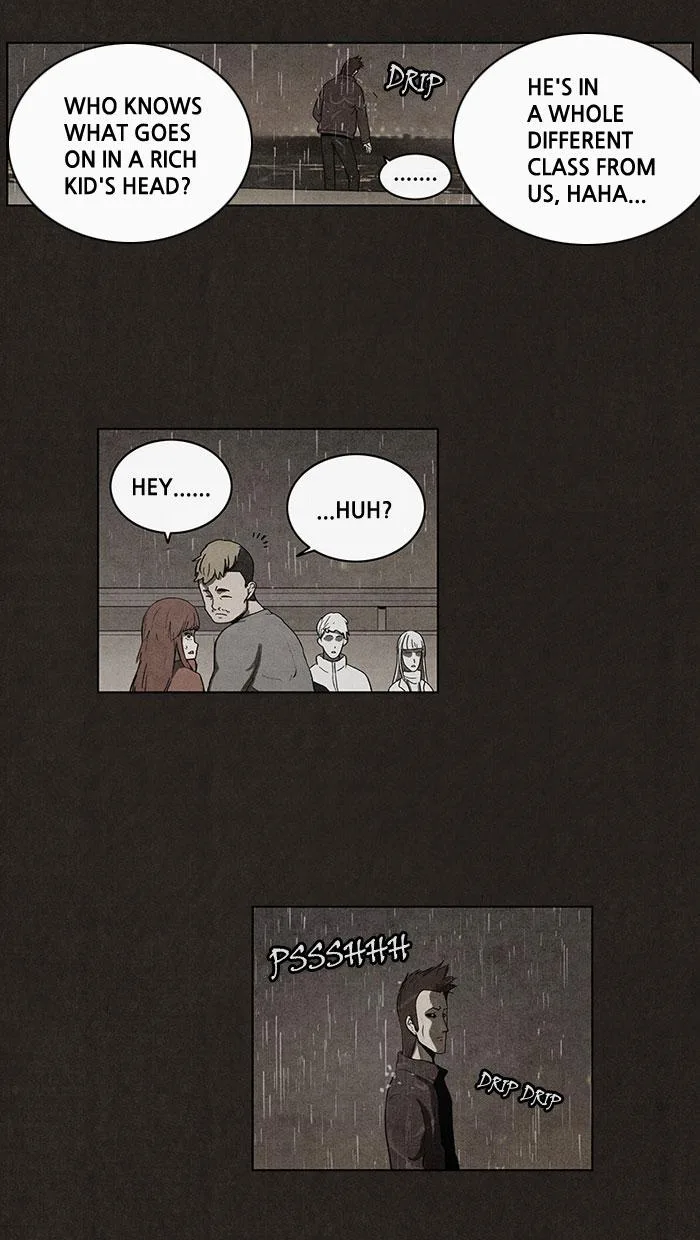 WHO KNOWS
WHAT GOES
ON IN A RICH
KID'S HEAD?
DRIP
.......
HE'S IN
A WHOLE
DIFFERENT
CLASS FROM
US, HAHA...
HEY......
...HUH?
PSSSHHH
DRIP DRIP